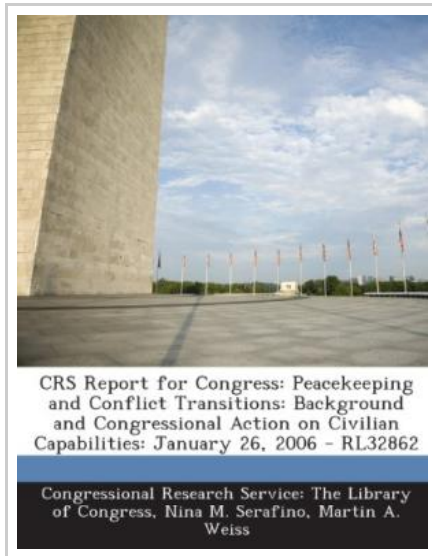 CRS Report for Congress: Peacekeeping
and Conflict Transitions: Background
and Congressional Action on Civilian
Capabilities: January 26, 2006 - RL32862
Congressional Research Service: The Library
of Congress, Nina M. Serafino, Martin A.
Weiss